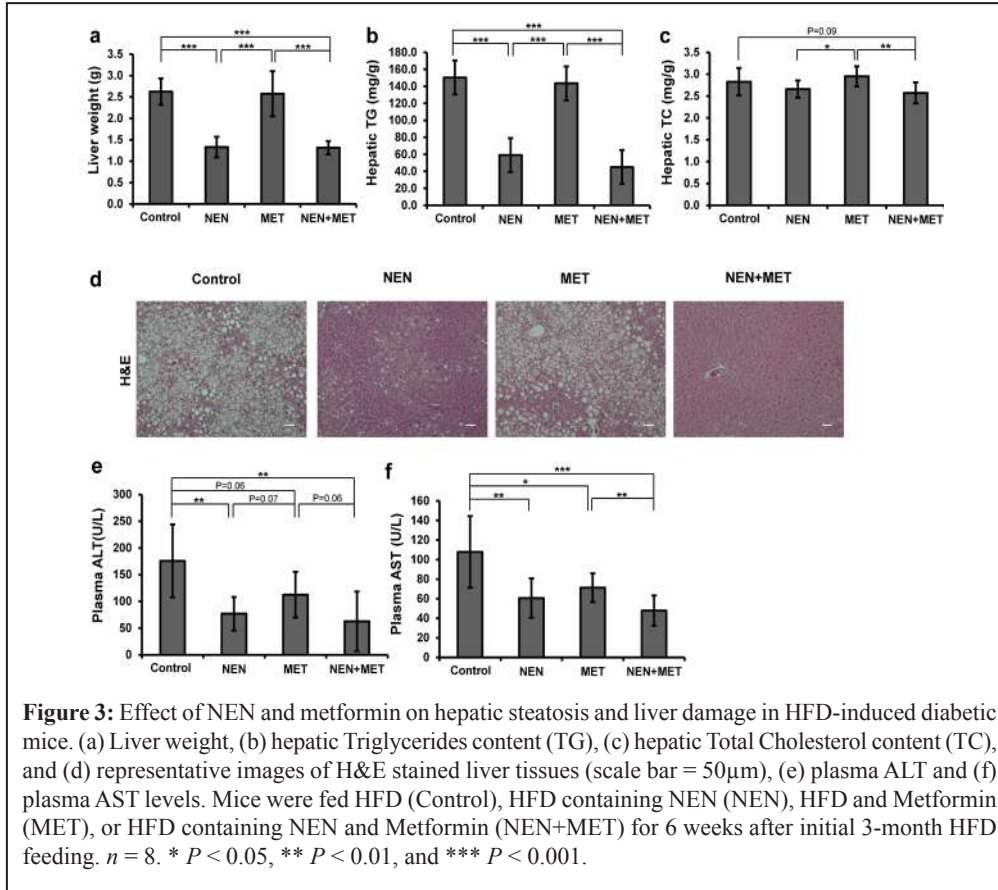 a
***
*** *** ***
Liver weight (g)
3.5
3.0
2.5
2.0
1.5
1.0
0.5
0.0
Control NEN MET NEN+MET
b
***
*** *** ***
Hepatic TG (mg/g)
180.0
160.0
140.0
120.0
100.0
80.0
60.0
40.0
20.0
0.0
Control NEN MET NEN+MET
c
P=0.09
* **
Hepatic TC (mg/g)
3.5
3.0
2.5
2.0
1.5
1.0
0.5
0.0
Control NEN MET NEN+MET
d
Control NEN MET NEN+MET
H&E
e
**
P=0.06
** P=0.07 P=0.06
Plasma ALT(U/L)
300
250
200
150
100
50
0
Control NEN MET NEN+MET
f
***
*
** **
Plasma AST (U/L)
160
140
120
100
80
60
40
20
0
Control NEN MET NEN+MET
Figure 3: Effect of NEN and metformin on hepatic steatosis and liver damage in HFD-induced diabetic
mice. (a) Liver weight, (b) hepatic Triglycerides content (TG), (c) hepatic Total Cholesterol content (TC),
and (d) representative images of H&E stained liver tissues (scale bar = 50µm), (e) plasma ALT and (f)
plasma AST levels. Mice were fed HFD (Control), HFD containing NEN (NEN), HFD and Metformin
(MET), or HFD containing NEN and Metformin (NEN+MET) for 6 weeks after initial 3-month HFD
feeding. n = 8. * P < 0.05, ** P < 0.01, and *** P < 0.001.